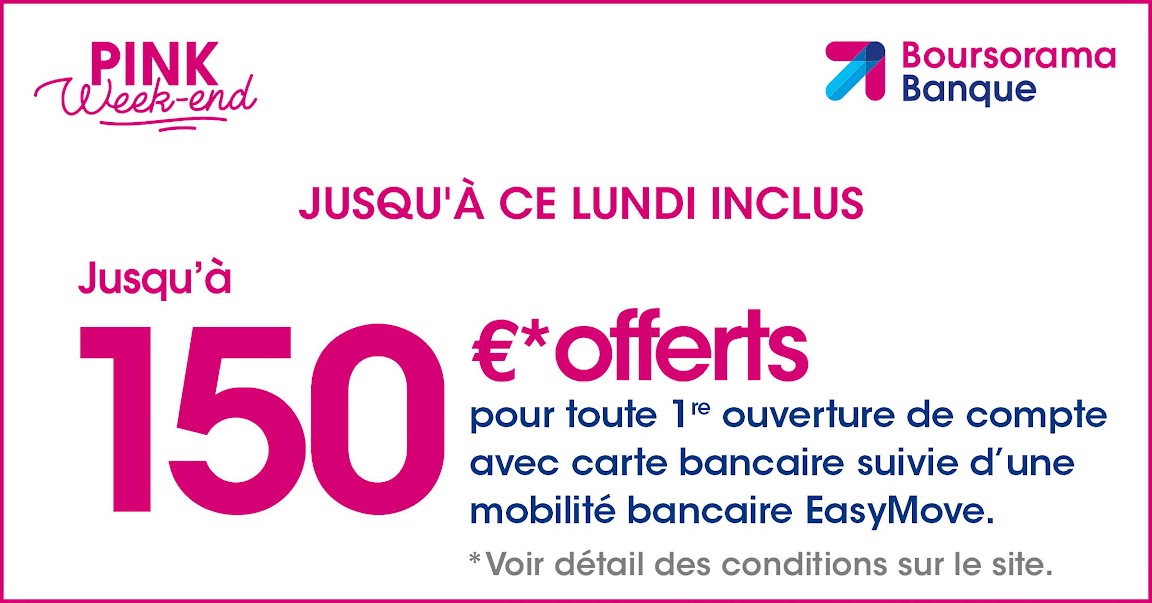 PINK
Week-end
Boursorama
Banque
JUSQU'À CE LUNDI INCLUS
Jusqu'à
150 €*offerts
pour toute 1re ouverture de compte
avec carte bancaire suivie d'une
mobilité bancaire EasyMove.
*Voir détail des conditions sur le site.